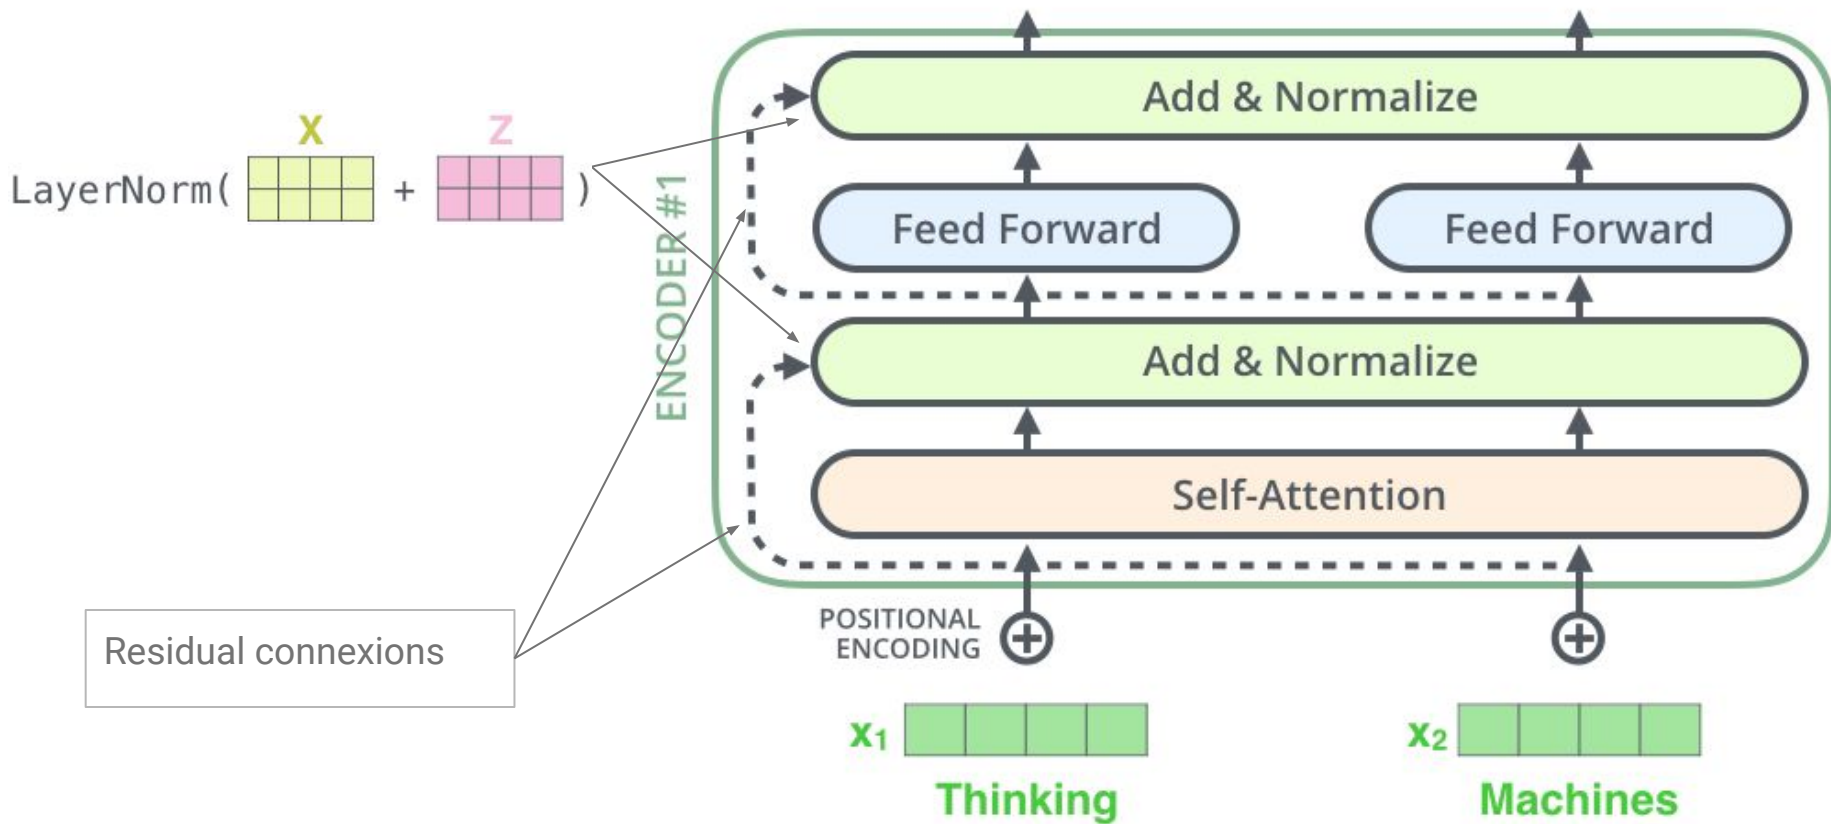 Add & Normalize
X
Z
LayerNorm(
+
)
Feed Forward
Feed Forward
ENCODER #1
Add & Normalize
Self-Attention
Residual connexions
POSITIONAL
ENCODING
x₁
x₂
Thinking
Machines